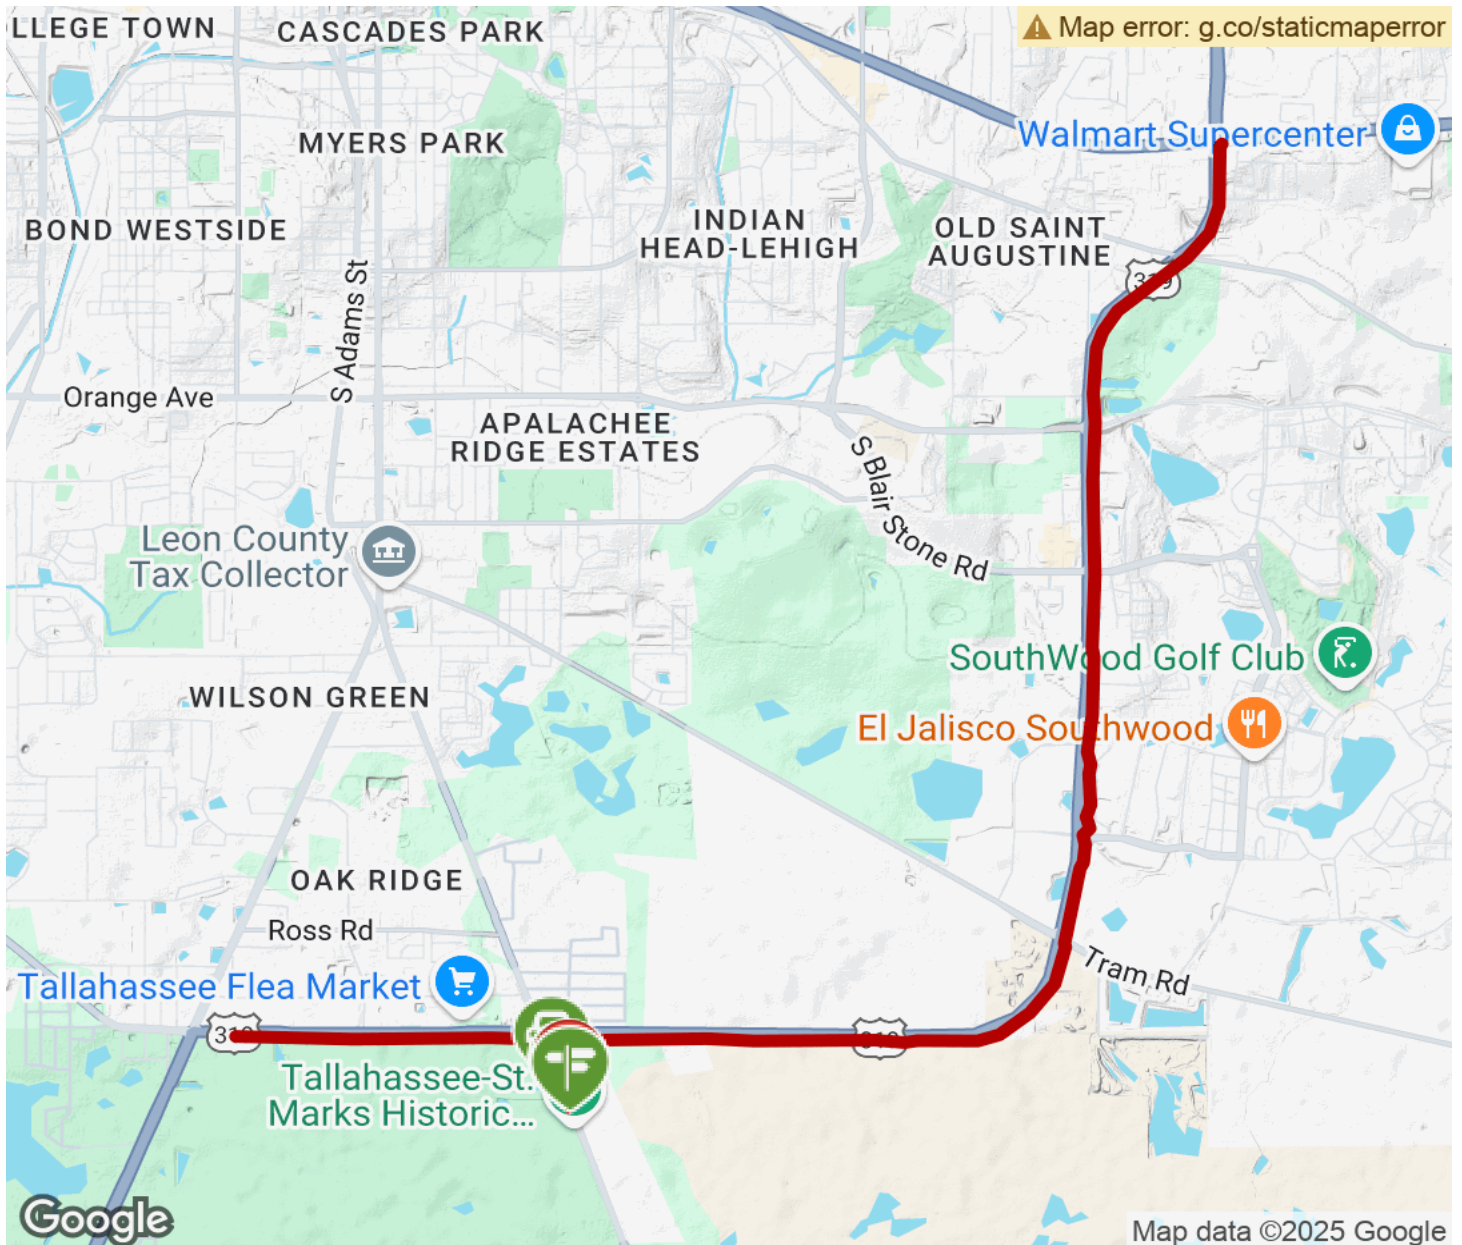 LLEGE TOWN
CASCADES PARK
Map error: g.co/staticmaperror
MYERS PARK
Walmart Supercenter
BOND WESTSIDE
INDIAN
HEAD-LEHIGH
OLD SAINT
AUGUSTINE
319
S Adams St
Orange Ave
APALACHEE
RIDGE ESTATES
S Blair Stone Rd
Leon County
Tax Collector
SouthWood Golf Club
WILSON GREEN
El Jalisco Southwood
OAK RIDGE
Ross Rd
Tram Rd
Tallahassee Flea Market
319
319
Tallahassee-St.
Marks Historic...
Google
Map data ©2025 Google